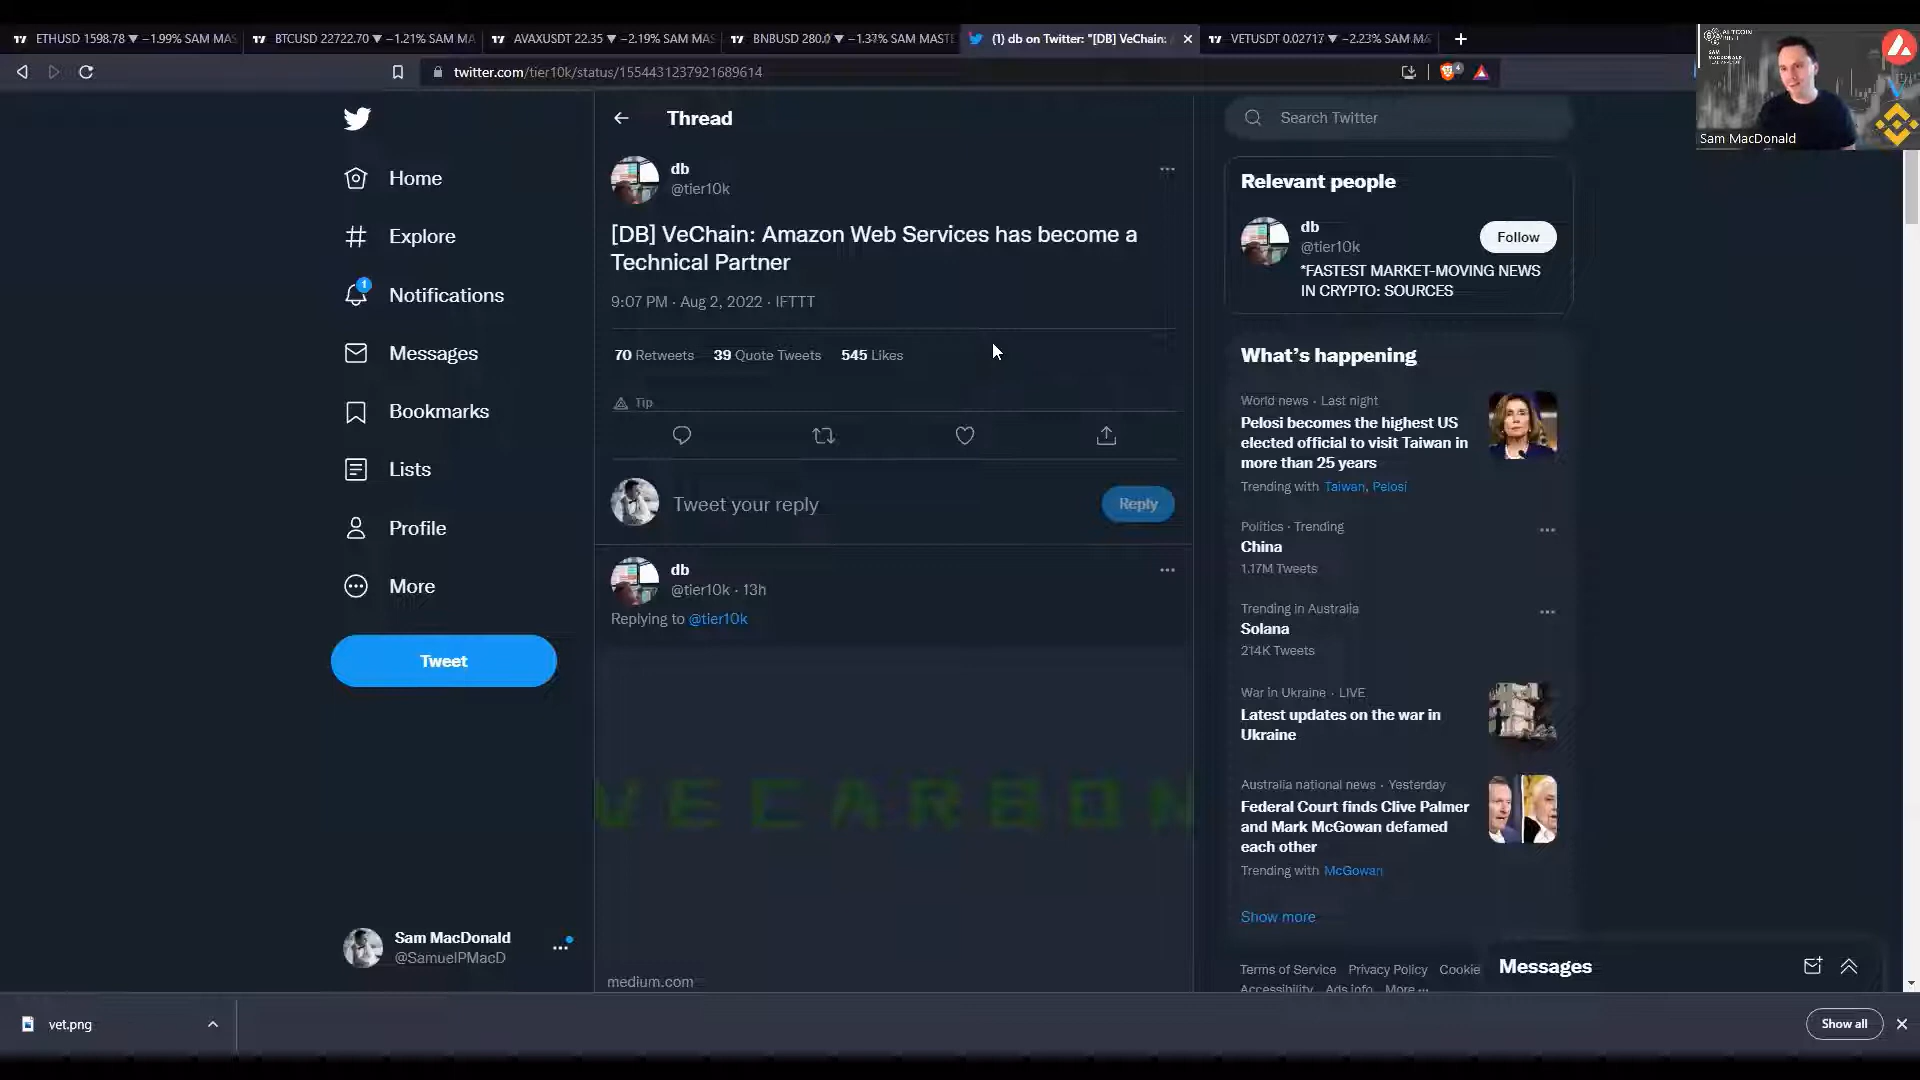 ETHUSD 1598.78 ▼ −1.99% SAM MAS
BTCUSD 22722.70 ▼ −1.21% SAM MA
AVAXUSDT 22.35 ▼ −2.19% SAM MAS
BNBUSD 280.0 ▼ −1.37% SAM MASTE
(1) db on Twitter: "[DB] VeChain:
VETUSDT 0.02717 ▼ −2.23% SAM MA
twitter.com/tier10k/status/1554431237921689614
4
Sam MacDonald
Home
Explore
1
Notifications
Messages
Bookmarks
Lists
Profile
More
Tweet
Sam MacDonald
@SamuelPMacD
Thread
db
@tier10k
[DB] VeChain: Amazon Web Services has become a
Technical Partner
9:07 PM · Aug 2, 2022 · IFTTT
70 Retweets 39 Quote Tweets 545 Likes
Tip
Tweet your reply
Reply
db
@tier10k · 13h
Replying to @tier10k
VECARBON
medium.com
Search Twitter
Relevant people
db
@tier10k
Follow
*FASTEST MARKET-MOVING NEWS
IN CRYPTO: SOURCES
What's happening
World news · Last night
Pelosi becomes the highest US
elected official to visit Taiwan in
more than 25 years
Trending with Taiwan, Pelosi
Politics · Trending
China
1.17M Tweets
Trending in Australia
Solana
214K Tweets
War in Ukraine · LIVE
Latest updates on the war in
Ukraine
Australia national news · Yesterday
Federal Court finds Clive Palmer
and Mark McGowan defamed
each other
Trending with McGowan
Show more
Terms of Service Privacy Policy Cookie
Accessibility Ads info More ···
Messages
vet.png
Show all